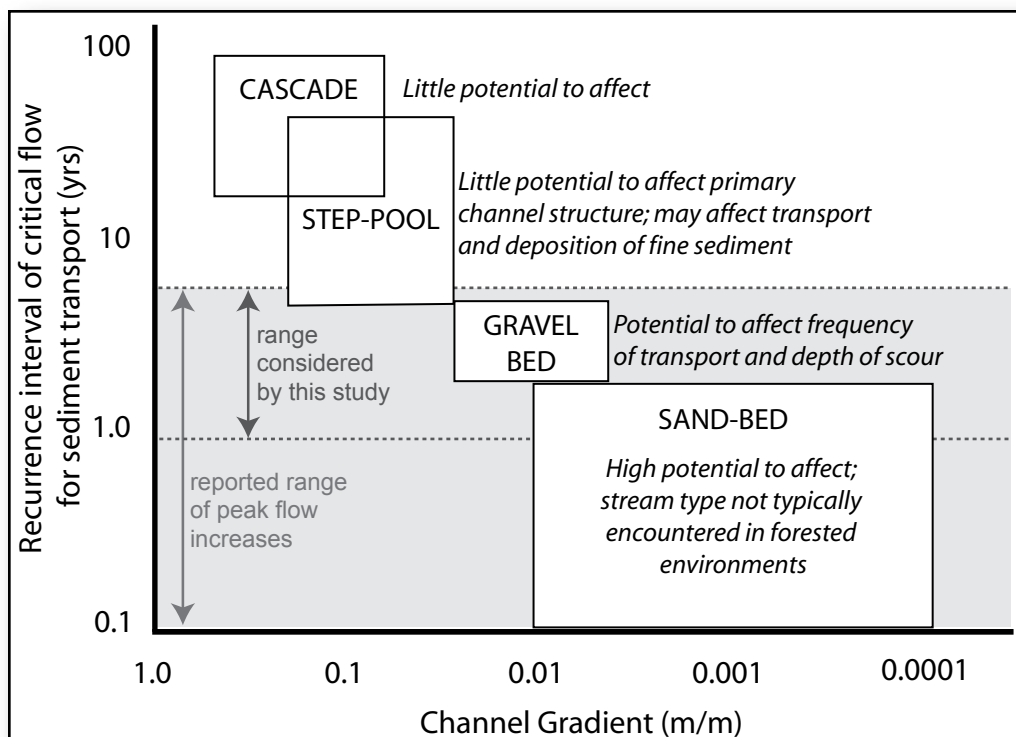 Recurrence interval of critical flow
for sediment transport (yrs)
100
10
1.0
0.1
CASCADE
Little potential to affect
STEP-POOL
Little potential to affect primary
channel structure; may affect transport
and deposition of fine sediment
range
considered
by this study
GRAVEL
BED
Potential to affect frequency
of transport and depth of scour
reported range
of peak flow
increases
SAND-BED
High potential to affect;
stream type not typically
encountered in forested
environments
1.0 0.1 0.01 0.001 0.0001
Channel Gradient (m/m)